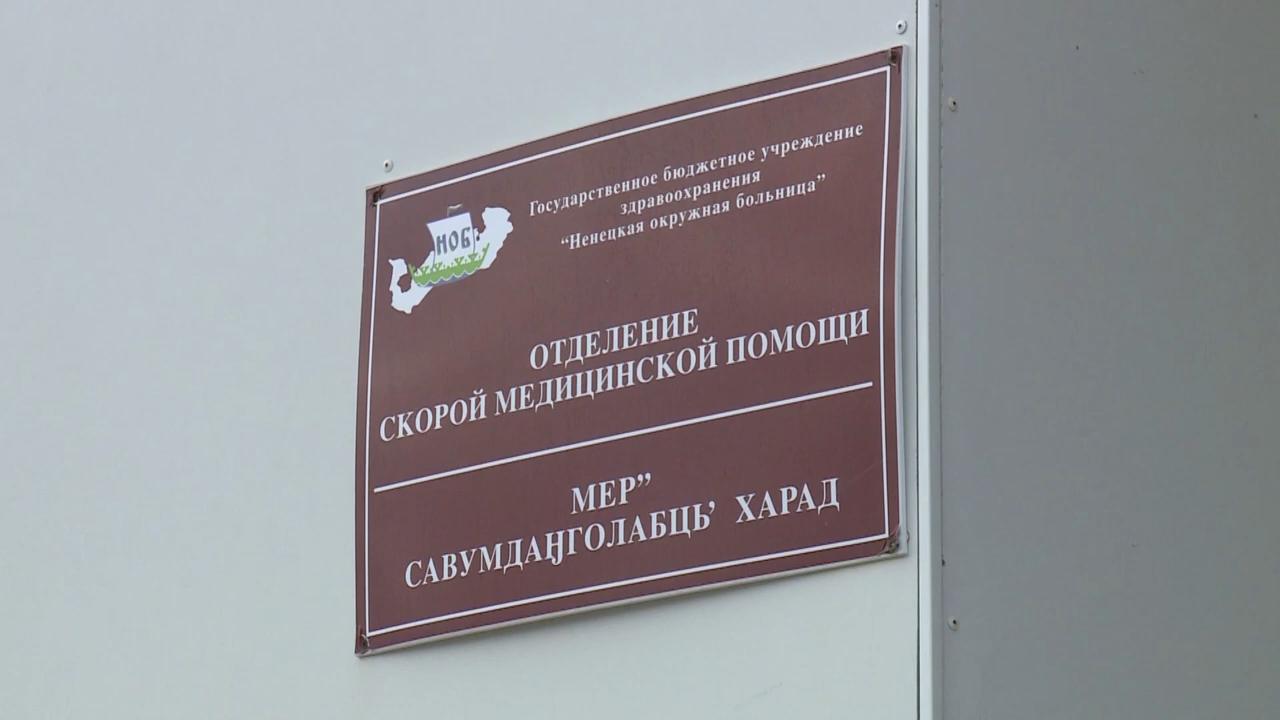 НОБ
Государственное бюджетное учреждение
здравоохранения
“Ненецкая окружная больница”
ОТДЕЛЕНИЕ
СКОРОЙ МЕДИЦИНСКОЙ ПОМОЩИ
МЕР”
САВУМДАӇГОЛАБЦЬ’ ХАРАД